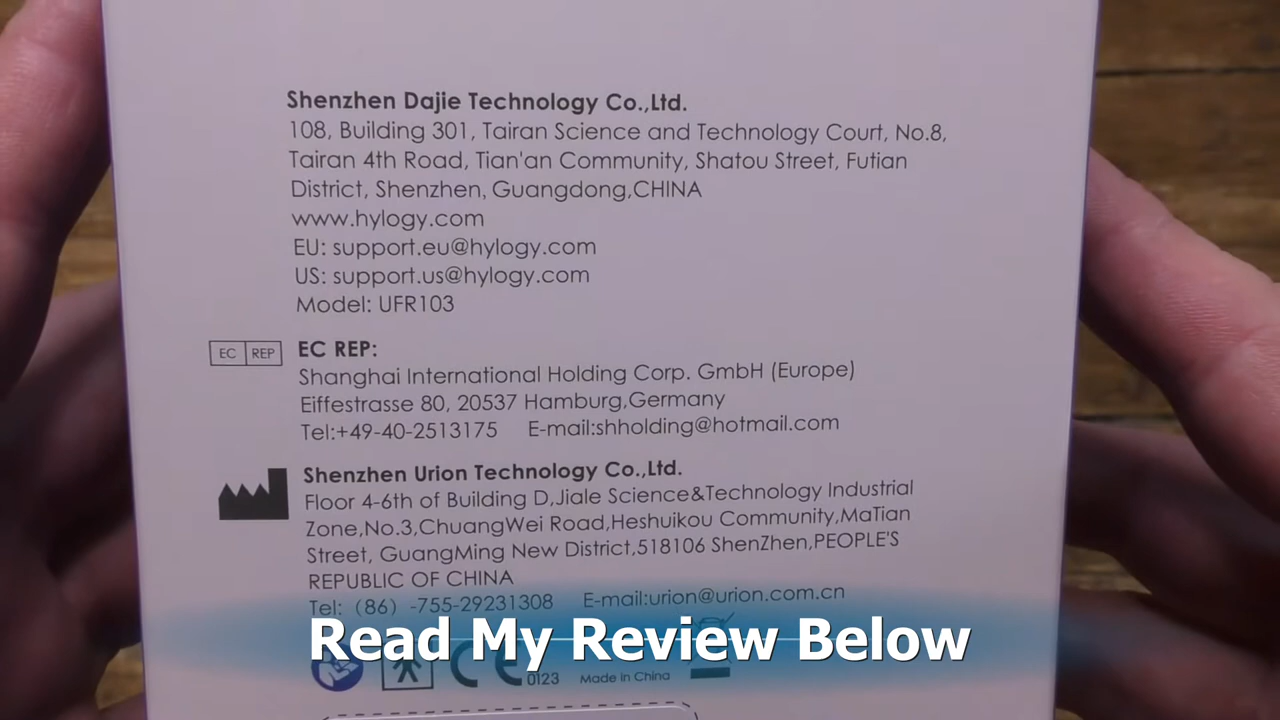 Shenzhen Dajie Technology Co.,Ltd.
108, Building 301, Tairan Science and Technology Court, No.8,
Tairan 4th Road, Tian'an Community, Shatou Street, Futian
District, Shenzhen, Guangdong,CHINA
www.hylogy.com
EU: support.eu@hylogy.com
US: support.us@hylogy.com
Model: UFR103
EC REP EC REP:
Shanghai International Holding Corp. GmbH (Europe)
Eiffestrasse 80, 20537 Hamburg,Germany
Tel:+49-40-2513175 E-mail:shholding@hotmail.com
Shenzhen Urion Technology Co.,Ltd.
Floor 4-6th of Building D,Jiale Science&Technology Industrial
Zone,No.3,ChuangWei Road,Heshuikou Community,MaTian
Street, GuangMing New District,518106 ShenZhen,PEOPLE'S
REPUBLIC OF CHINA
Tel:（86）-755-29231308 E-mail:urion@urion.com.cn
Read My Review Below
CE 0123 Made in China